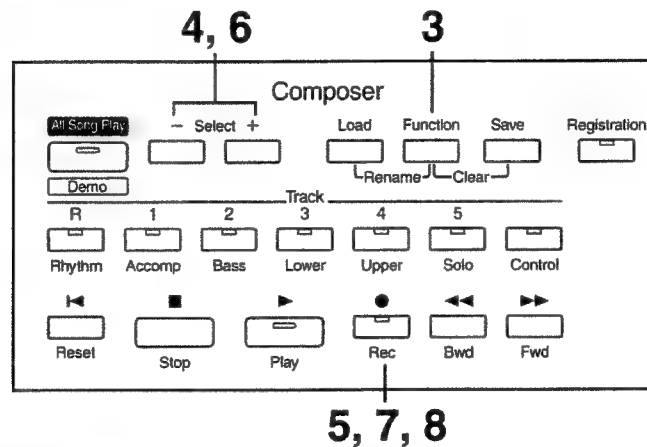 4, 6
3
Composer
All Song Play
− Select +
Load
Function
Save
Registration
Demo
Rename
Clear
Track
R
1
2
3
4
5
Rhythm
Accomp
Bass
Lower
Upper
Solo
Control
Reset
Stop
Play
Rec
Bwd
Fwd
5, 7, 8